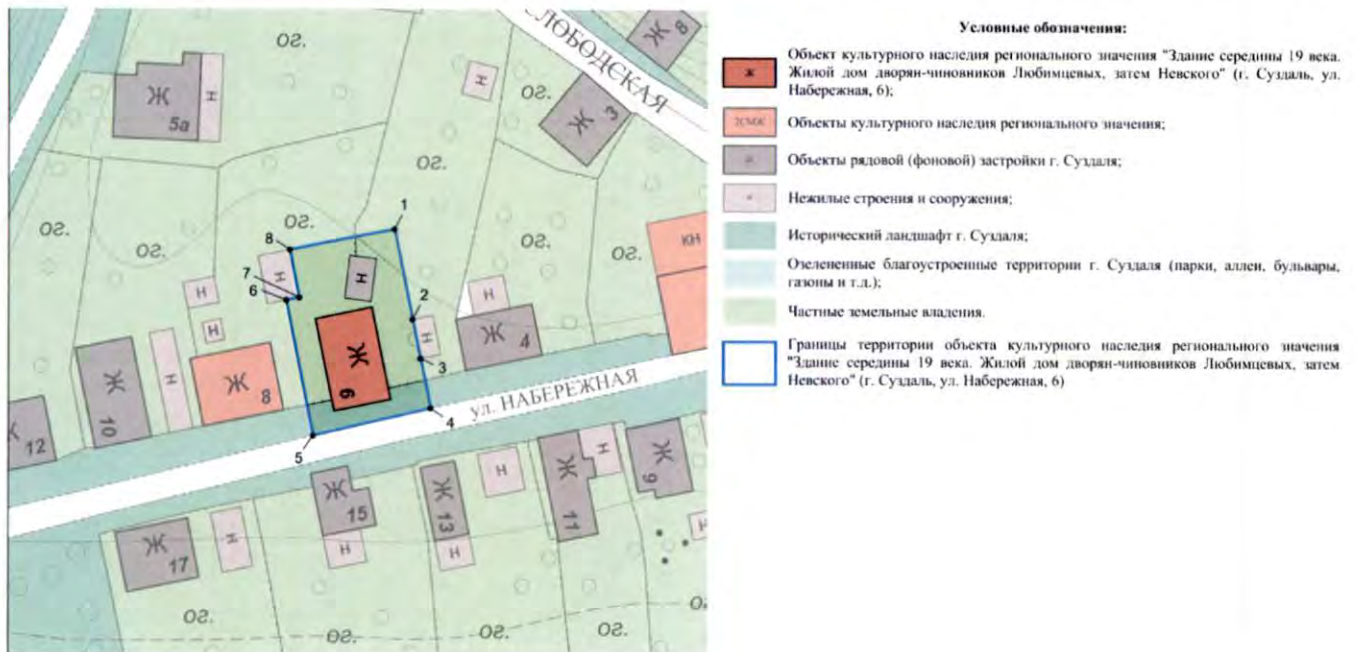 СЛОБОДСКАЯ
ОГ.
Ж
8
Ж
5а
Н
Н
ОГ.
Ж
3
ОГ.
ОГ.
ОГ.
ОГ.
ОГ.
ОГ.
1
8
Н
7
6
Н
2
Н
3
Н
Н
Н
Ж
4
КН
Ж
6
Ж
8
Н
Ж
10
Ж
12
ул. НАБЕРЕЖНАЯ
4
5
Ж
15
Н
Ж
13
Н
Н
Ж
11
Н
Ж
9
Н
Ж
17
Н
ОГ.
ОГ.
ОГ.
ОГ.
Условные обозначения:
Ж
Объект культурного наследия регионального значения "Здание середины 19 века.
Жилой дом дворян-чиновников Любимцевых, затем Невского" (г. Суздаль, ул.
Набережная, 6);
Объекты культурного наследия регионального значения;
Объекты рядовой (фоновой) застройки г. Суздаля;
Нежилые строения и сооружения;
Исторический ландшафт г. Суздаля;
Озелененные благоустроенные территории г. Суздаля (парки, аллеи, бульвары,
газоны и т.д.);
Частные земельные владения.
Границы территории объекта культурного наследия регионального значения
"Здание середины 19 века. Жилой дом дворян-чиновников Любимцевых, затем
Невского" (г. Суздаль, ул. Набережная, 6)